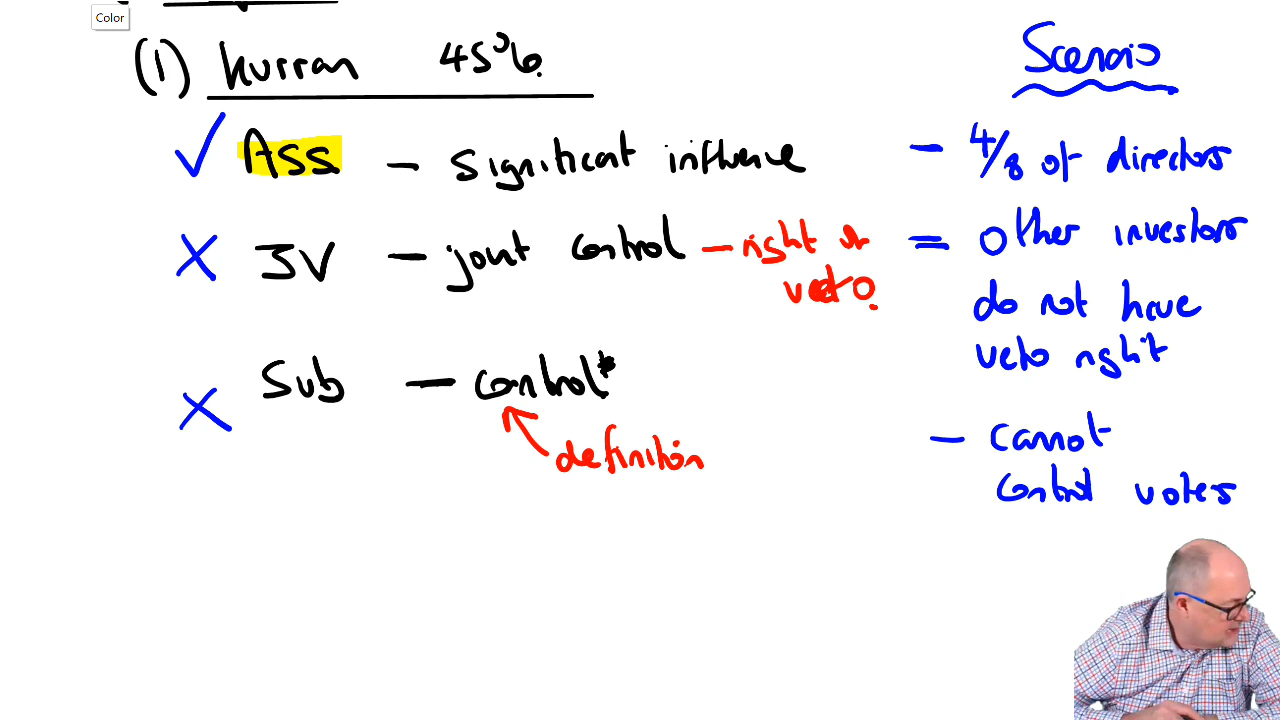 Color
(1) Kurran 45%.
Scenario
✓ Ass - significant influence
- 4/8 of directors
X JV - joint control - right of veto.
= other investors
do not have
veto right
X Sub - control*
definition
- cannot
control votes